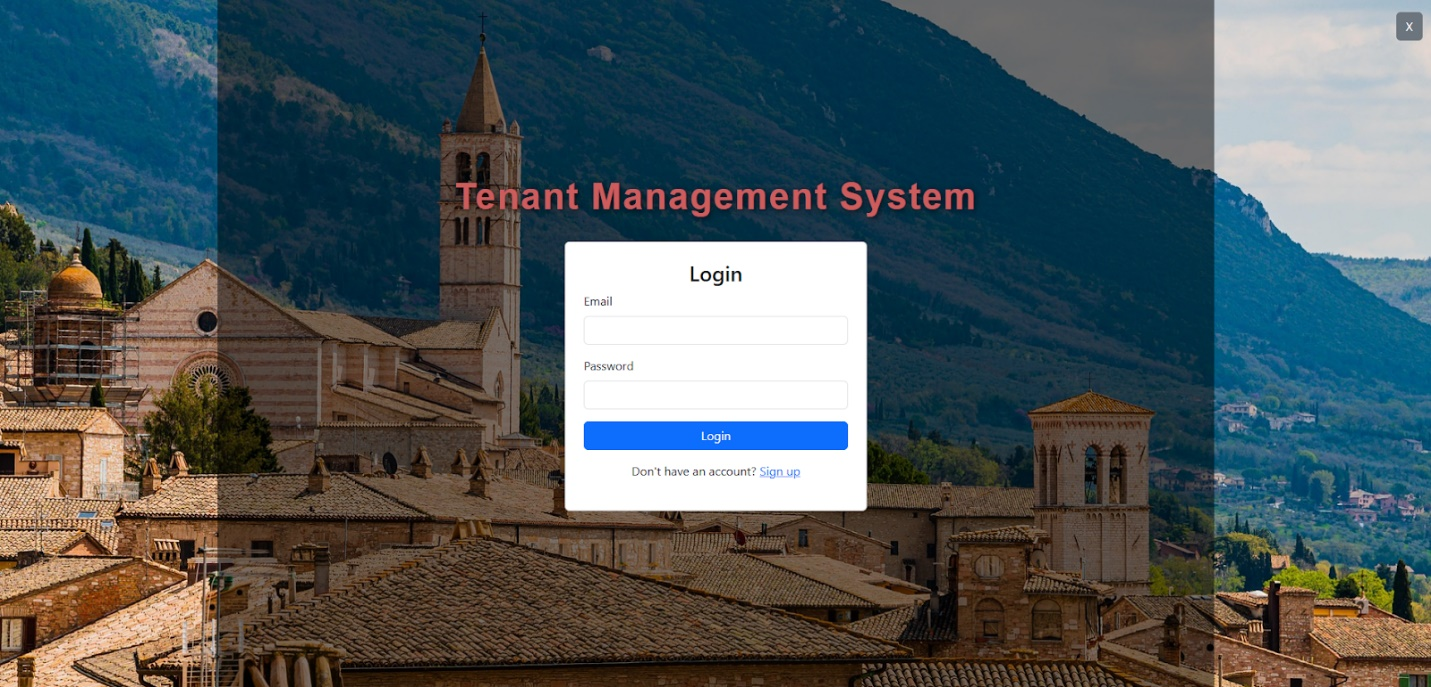 X
Tenant Management System
Login
Email
Password
Login
Don't have an account? Sign up